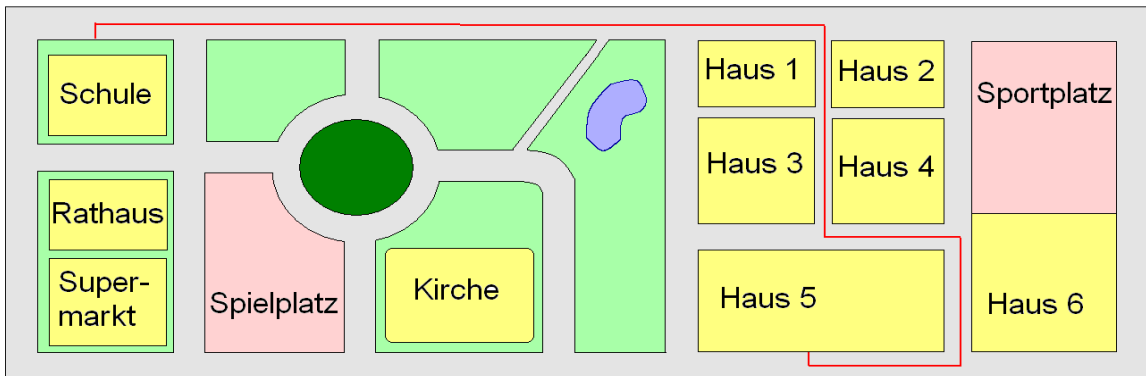 Schule
Haus 1
Haus 2
Sportplatz
Haus 3
Haus 4
Rathaus
Super-
markt
Spielplatz
Kirche
Haus 5
Haus 6